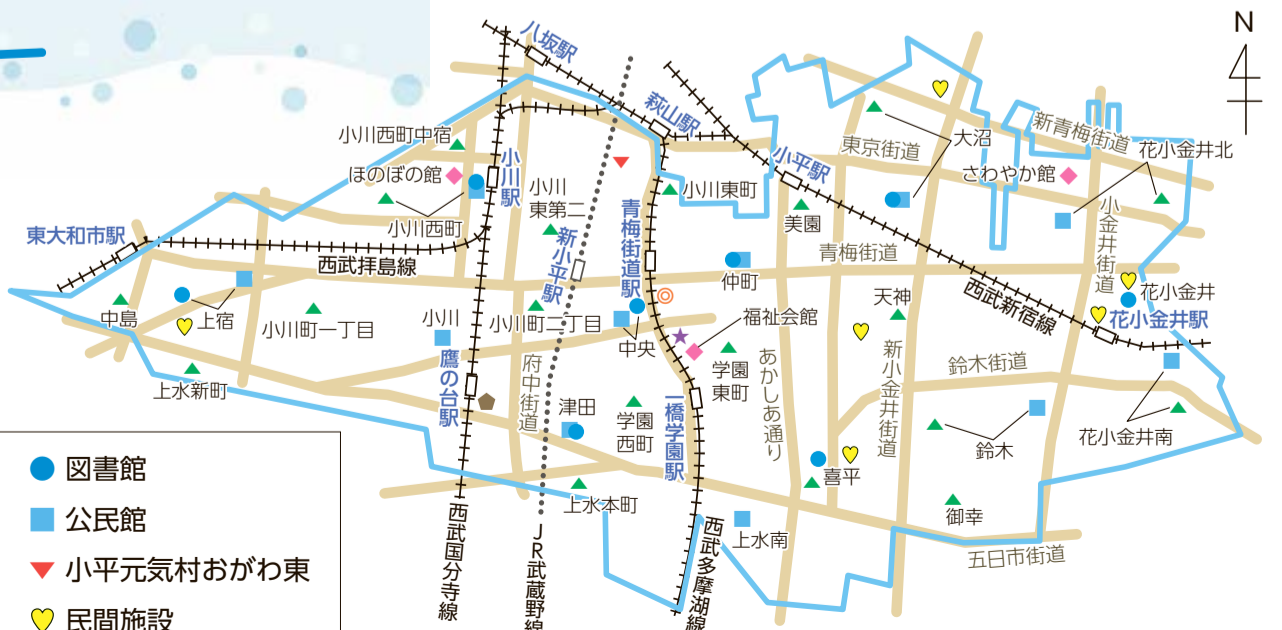 N
八坂駅
萩山駅
新青梅街道
小川西町中宿
東京街道
大沼
花小金井北
ほのぼの館
小川駅
小川
東第二
小平駅
さわやか館
小川東町
美園
小川西町
青梅街道駅
小金井街道
東大和市駅
新小平駅
青梅街道
西武拝島線
仲町
西武新宿線
天神
花小金井
花小金井駅
中島
上宿
小川町一丁目
小川
小川町二丁目
中央
福祉会館
上水新町
鷹の台駅
府中街道
学園
東町
あかしあ通り
新小金井街道
鈴木街道
津田
学園
西町
一橋学園駅
鈴木
花小金井南
喜平
上水本町
御幸
上水南
五日市街道
西武国分寺線
JR武蔵野線
西武多摩湖線
図書館
公民館
小平元気村おがわ東
民間施設